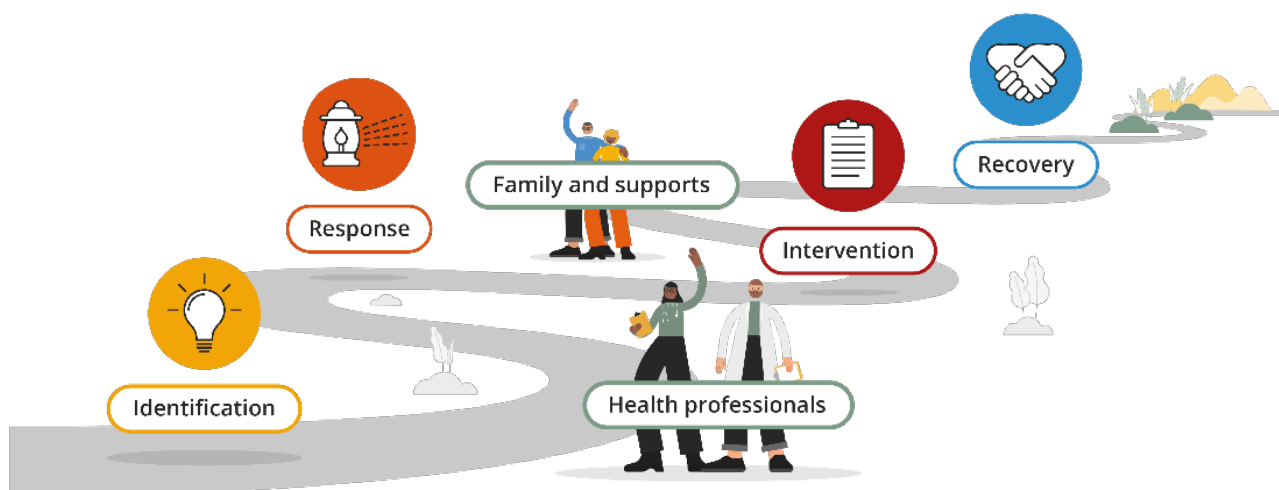 Identification
Response
Family and supports
Health professionals
Intervention
Recovery